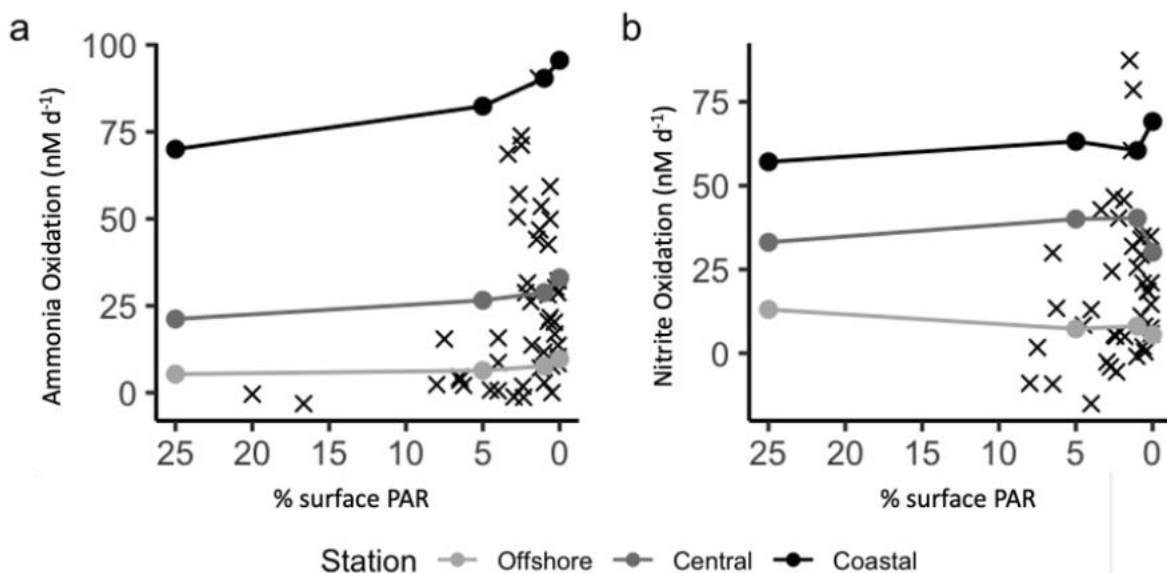 a
Ammonia Oxidation (nM d⁻¹)
100
75
50
25
0
25 20 15 10 5 0
% surface PAR
b
Nitrite Oxidation (nM d⁻¹)
75
50
25
0
25 20 15 10 5 0
% surface PAR
Station Offshore Central Coastal